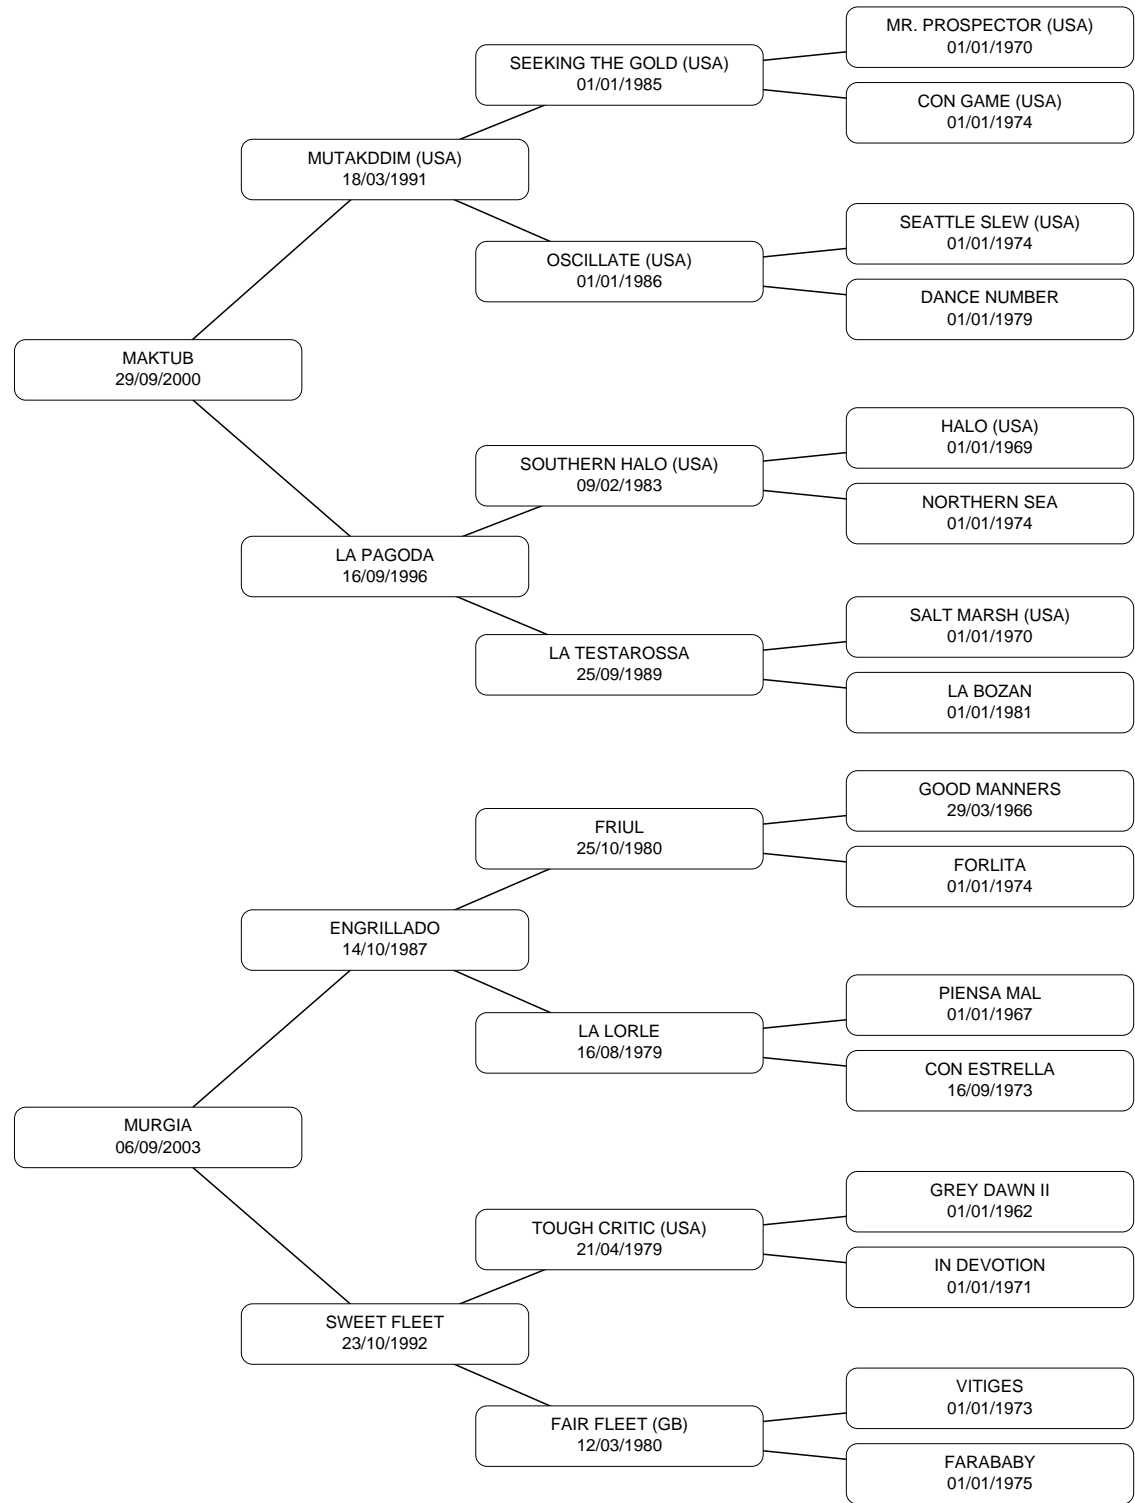 MR. PROSPECTOR (USA)
01/01/1970
SEEKING THE GOLD (USA)
01/01/1985
CON GAME (USA)
01/01/1974
MUTAKDDIM (USA)
18/03/1991
SEATTLE SLEW (USA)
01/01/1974
OSCILLATE (USA)
01/01/1986
DANCE NUMBER
01/01/1979
MAKTUB
29/09/2000
HALO (USA)
01/01/1969
SOUTHERN HALO (USA)
09/02/1983
NORTHERN SEA
01/01/1974
LA PAGODA
16/09/1996
SALT MARSH (USA)
01/01/1970
LA TESTAROSSA
25/09/1989
LA BOZAN
01/01/1981
GOOD MANNERS
29/03/1966
FRIUL
25/10/1980
FORLITA
01/01/1974
ENGRILLADO
14/10/1987
PIENSA MAL
01/01/1967
LA LORLE
16/08/1979
CON ESTRELLA
16/09/1973
MURGIA
06/09/2003
GREY DAWN II
01/01/1962
TOUGH CRITIC (USA)
21/04/1979
IN DEVOTION
01/01/1971
SWEET FLEET
23/10/1992
VITIGES
01/01/1973
FAIR FLEET (GB)
12/03/1980
FARABABY
01/01/1975